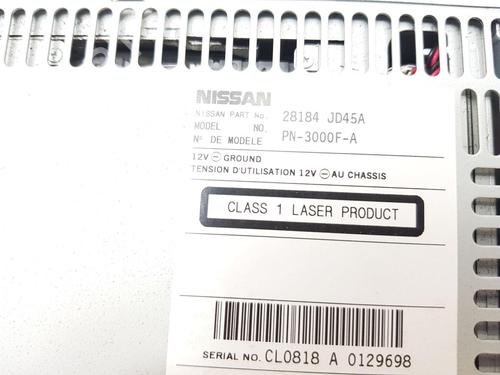 NISSAN
NISSAN PART No. 28184 JD45A
MODEL NO.
N° DE MODELE PN-3000F-A
12V ⊖ GROUND
TENSION D'UTILISATION 12V ⊖ AU CHASSIS
CLASS 1 LASER PRODUCT
SERIAL NO. CL0818 A 0129698